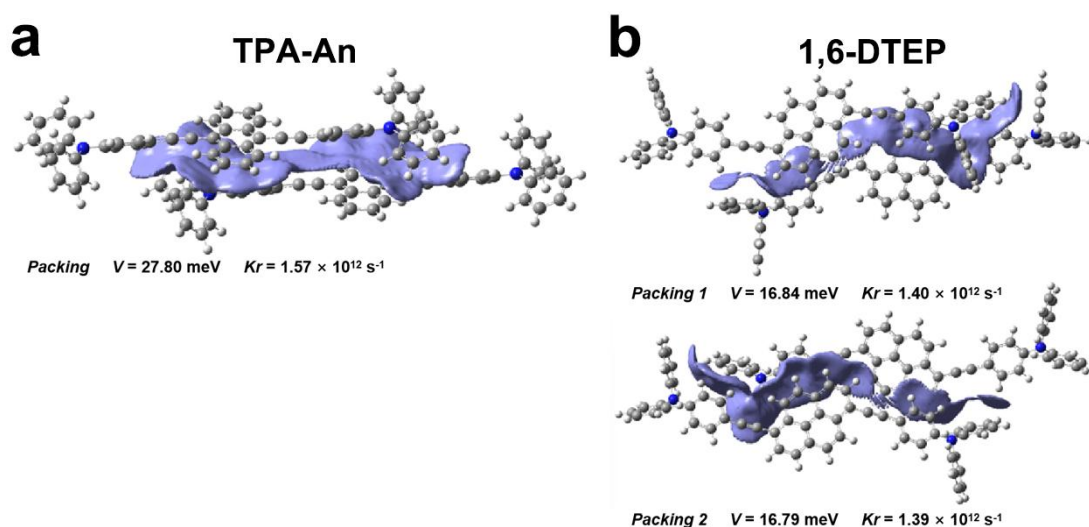 a
TPA-An
Packing V = 27.80 meV Kr = 1.57 × 10¹² s⁻¹
b
1,6-DTEP
Packing 1 V = 16.84 meV Kr = 1.40 × 10¹² s⁻¹
Packing 2 V = 16.79 meV Kr = 1.39 × 10¹² s⁻¹